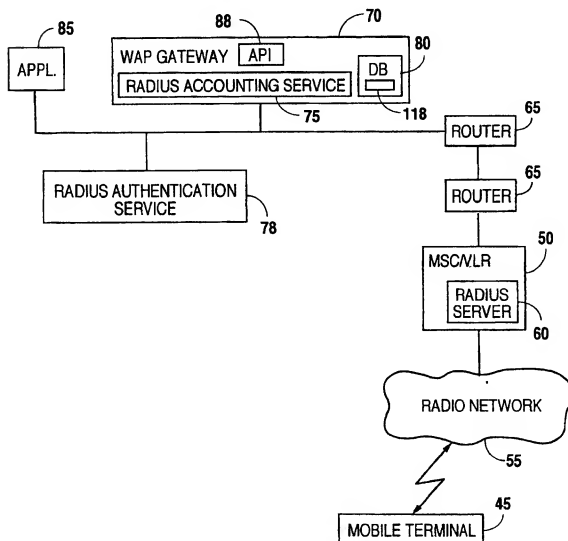 85
88
70
APPL.
WAP GATEWAY
API
80
DB
RADIUS ACCOUNTING SERVICE
75
118
65
ROUTER
RADIUS AUTHENTICATION
SERVICE
78
65
ROUTER
50
MSC/VLR
RADIUS
SERVER
60
RADIO NETWORK
55
45
MOBILE TERMINAL